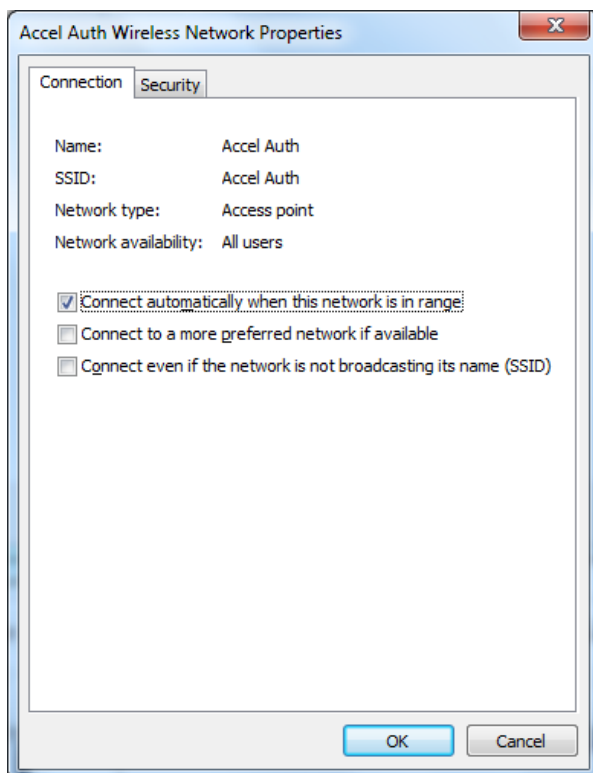 Accel Auth Wireless Network Properties
Connection
Security
Name: Accel Auth
SSID: Accel Auth
Network type: Access point
Network availability: All users
Connect automatically when this network is in range
Connect to a more preferred network if available
Connect even if the network is not broadcasting its name (SSID)
OK
Cancel